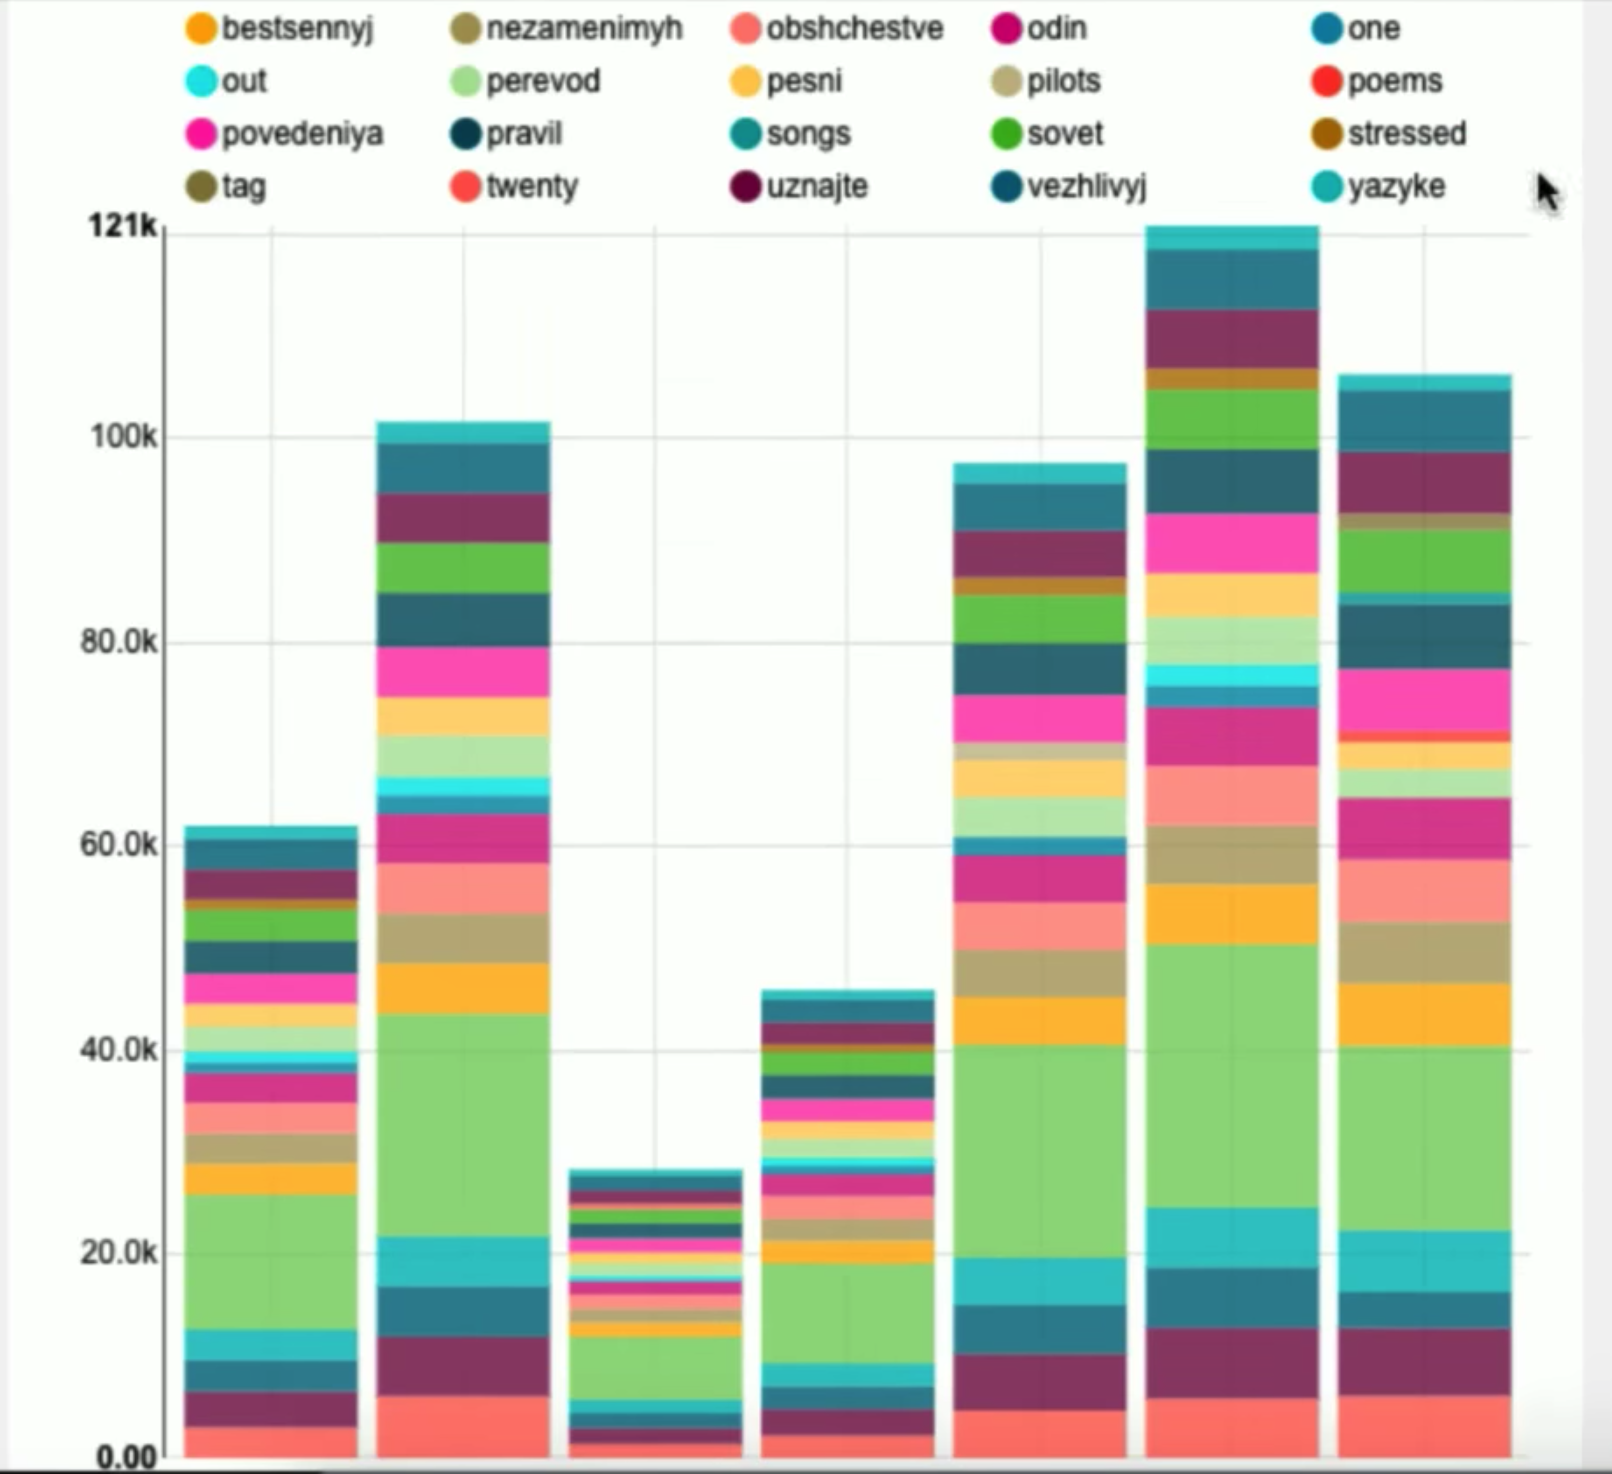 bestsennyj nezamenimyh obshchestve odin one
out perevod pesni pilots poems
povedeniya pravil songs sovet stressed
tag twenty uznajte vezhlivyj yazyke
121k
100k
80.0k
60.0k
40.0k
20.0k
0.00